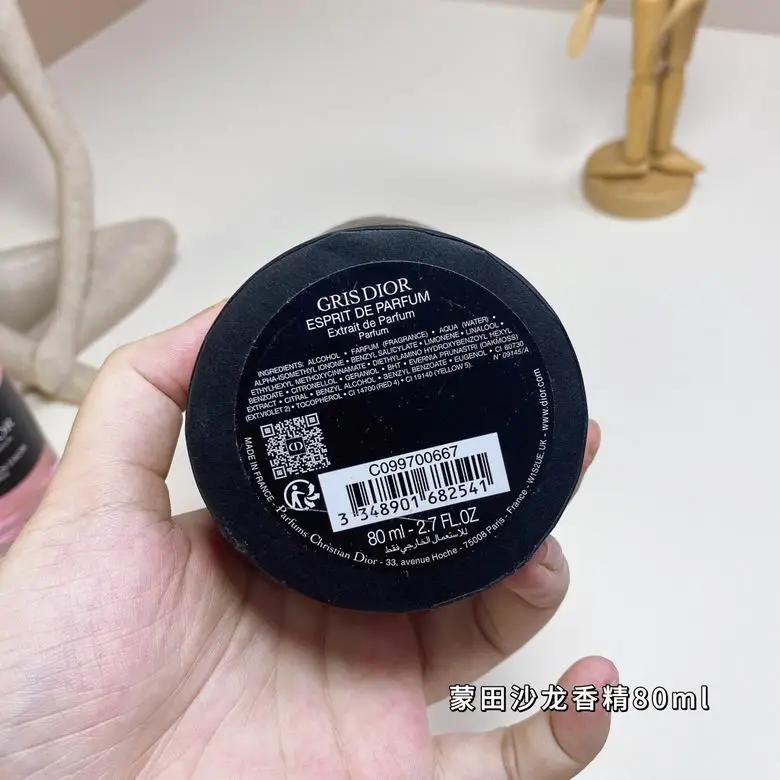 GRIS DIOR
ESPRIT DE PARFUM
Extrait de Parfum
Parfum
INGREDIENTS: ALCOHOL • PARFUM (FRAGRANCE) • AQUA (WATER) •
ALPHA-ISOMETHYL IONONE • BENZYL SALICYLATE • LIMONENE • LINALOOL •
ETHYLHEXYL METHOXYCINNAMATE • DIETHYLAMINO HYDROXYBENZOYL HEXYL
BENZOATE • CITRONELLOL • GERANIOL • BHT • EVERNIA PRUNASTRI (OAKMOSS)
EXTRACT • CITRAL • BENZYL ALCOHOL • BENZYL BENZOATE • EUGENOL • CI 60730
(EXT.VIOLET 2) • TOCOPHEROL • CI 14700 (RED 4) • CI 19140 (YELLOW 5). N° 09145/A
C099700667
3 348901 682541
80 ml - 2.7 FL.OZ
للاستعمال الخارجي فقط
MADE IN FRANCE - Parfums Christian Dior - 33, avenue Hoche - 75008 Paris - France - W1S2UE.UK - www.dior.com
蒙田沙龙香精80ml